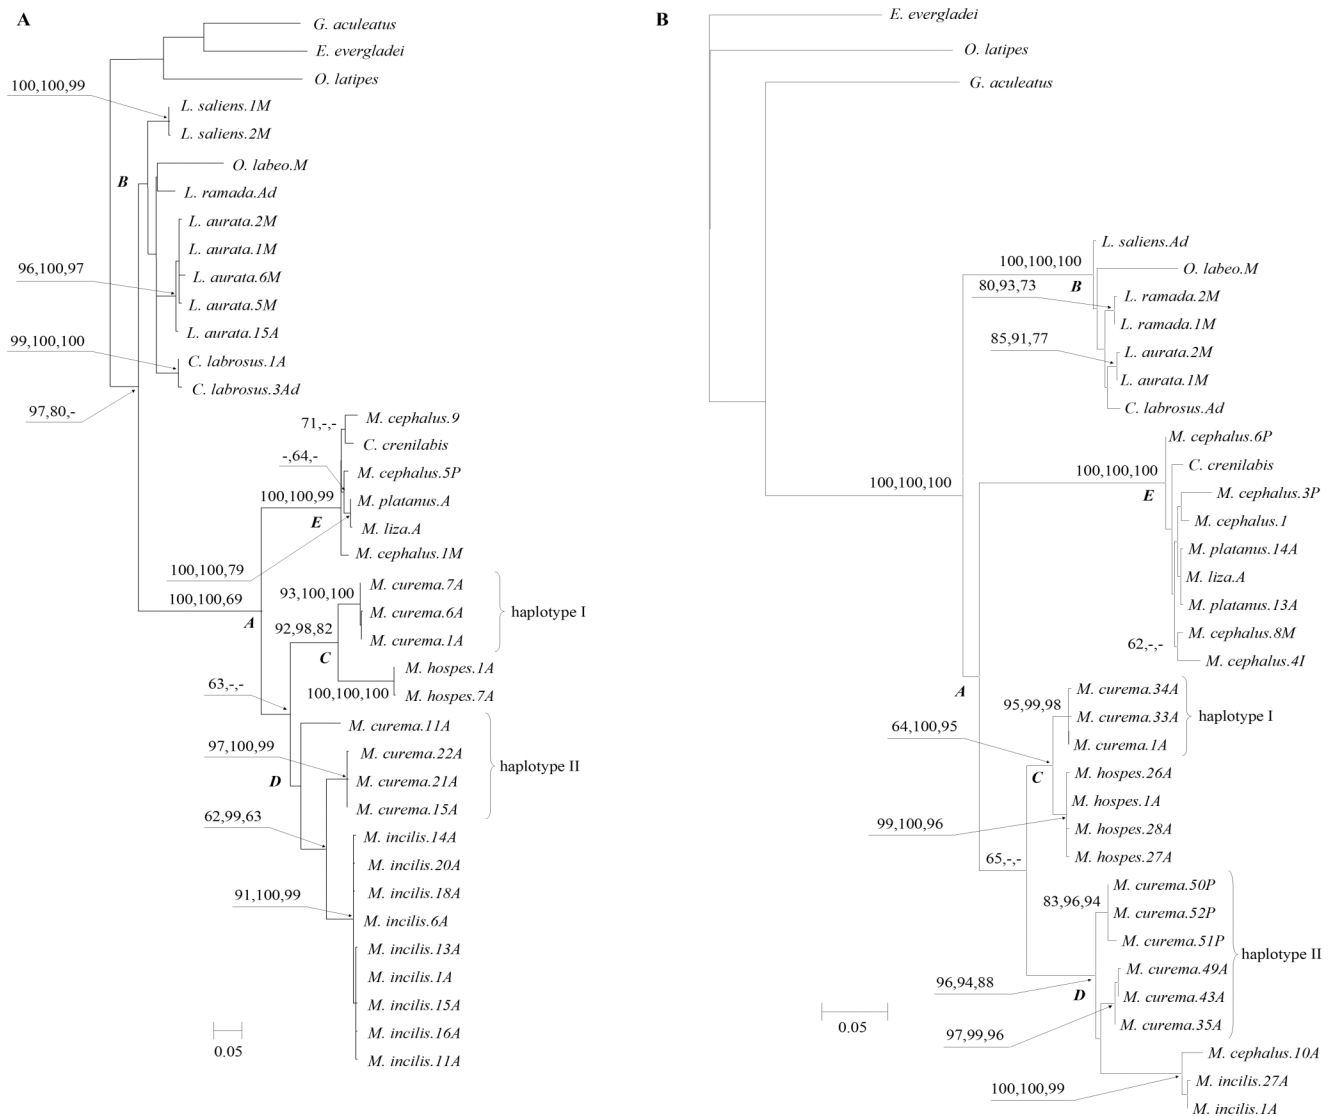 A
G. aculeatus
E. evergladei
O. latipes
100,100,99
L. saliens.1M
L. saliens.2M
O. labeo.M
B
L. ramada.Ad
L. aurata.2M
L. aurata.1M
96,100,97
L. aurata.6M
L. aurata.5M
L. aurata.15A
99,100,100
C. labrosus.1A
C. labrosus.3Ad
97,80,-
M. cephalus.9
71,-,-
C. crenilabis
-,64,-
M. cephalus.5P
100,100,99
M. platanus.A
E
M. liza.A
M. cephalus.1M
100,100,79
M. curema.7A
93,100,100
100,100,69
M. curema.6A
haplotype I
A
92,98,82
M. curema.1A
C
M. hospes.1A
63,-,-
100,100,100
M. hospes.7A
M. curema.11A
97,100,99
M. curema.22A
haplotype II
D
M. curema.21A
M. curema.15A
62,99,63
M. incilis.14A
M. incilis.20A
91,100,99
M. incilis.18A
M. incilis.6A
M. incilis.13A
M. incilis.1A
M. incilis.15A
M. incilis.16A
0.05
M. incilis.11A
B
E. evergladei
O. latipes
G. aculeatus
L. saliens.Ad
100,100,100
O. labeo.M
80,93,73
B
L. ramada.2M
L. ramada.1M
85,91,77
L. aurata.2M
L. aurata.1M
C. labrosus.Ad
M. cephalus.6P
100,100,100
C. crenilabis
100,100,100
E
M. cephalus.3P
M. cephalus.1
M. platanus.14A
M. liza.A
M. platanus.13A
M. cephalus.8M
62,-,-
M. cephalus.4I
A
M. curema.34A
95,99,98
M. curema.33A
haplotype I
64,100,95
M. curema.1A
C
M. hospes.26A
M. hospes.1A
99,100,96
M. hospes.28A
M. hospes.27A
65,-,-
M. curema.50P
83,96,94
M. curema.52P
M. curema.51P
haplotype II
M. curema.49A
96,94,88
D
M. curema.43A
M. curema.35A
0.05
97,99,96
M. cephalus.10A
100,100,99
M. incilis.27A
M. incilis.1A